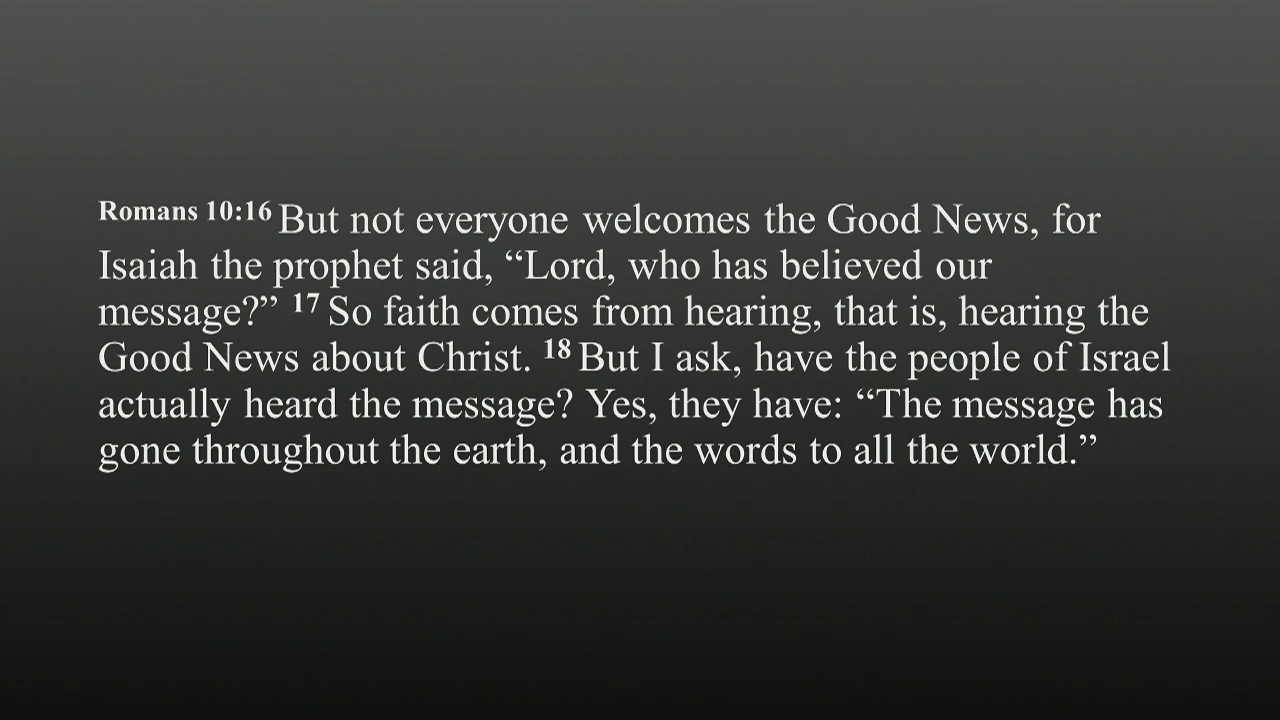 Romans 10:16 But not everyone welcomes the Good News, for
Isaiah the prophet said, “Lord, who has believed our
message?” 17 So faith comes from hearing, that is, hearing the
Good News about Christ. 18 But I ask, have the people of Israel
actually heard the message? Yes, they have: “The message has
gone throughout the earth, and the words to all the world.”